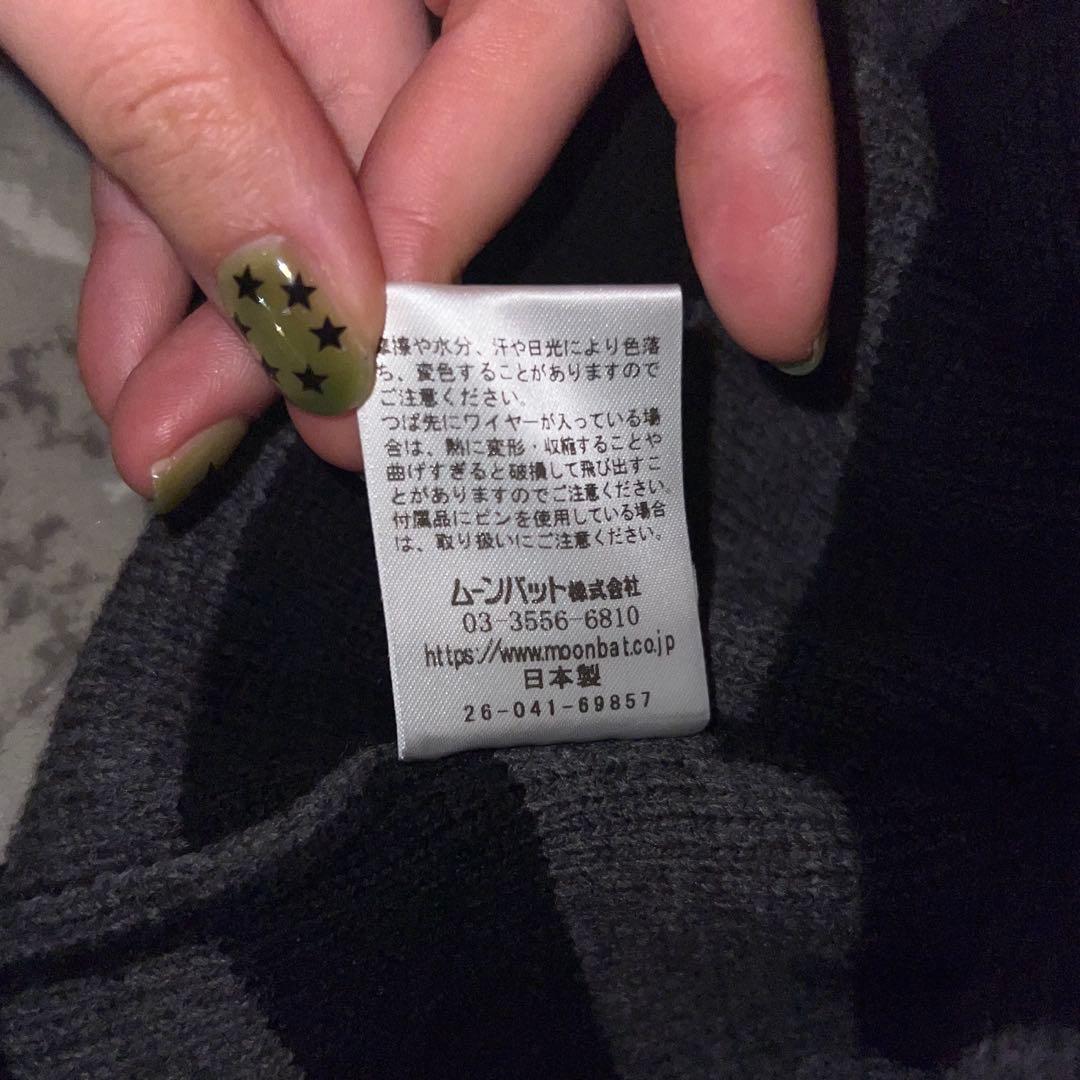 摩擦や水分、汗や日光により色落
ち、変色することがありますので
ご注意ください。
つば先にワイヤーが入っている場
合は、熱に変形・収縮することや
曲げすぎると破損して飛び出すこ
とがありますのでご注意ください。
付属品にピンを使用している場合
は、取り扱いにご注意ください。
ムーンバット株式会社
03-3556-6810
https://www.moonbat.co.jp
日本製
26-041-69857